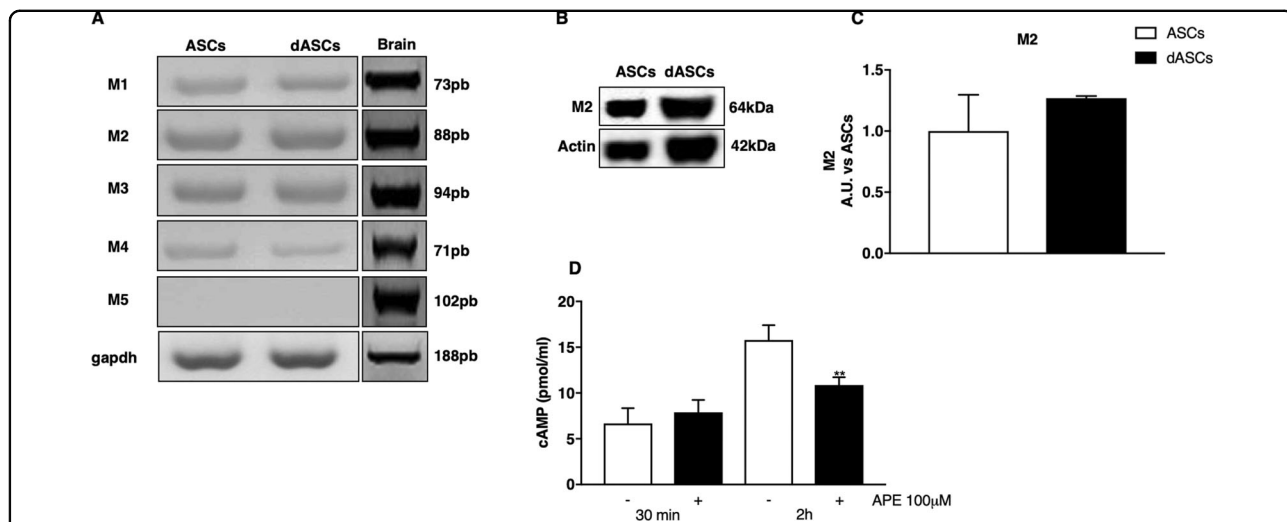 A
ASCs dASCs Brain
M1 73pb
M2 88pb
M3 94pb
M4 71pb
M5 102pb
gapdh 188pb
B
ASCs dASCs
M2 64kDa
Actin 42kDa
C
ASCs
dASCs
M2
M2
A.U. vs ASCs
1.5
1.0
0.5
0.0
D
cAMP (pmol/ml)
20
15
10
5
0
**
- + - + APE 100µM
30 min 2h